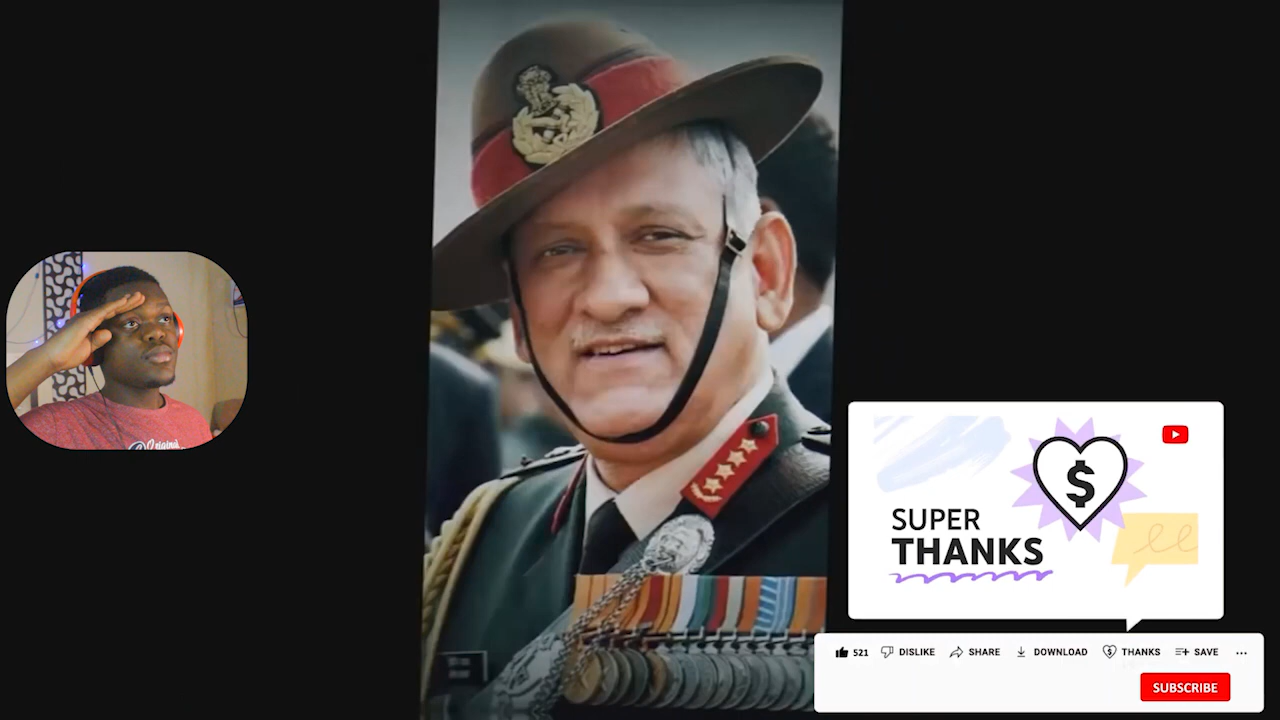 SUPER
THANKS
521 DISLIKE SHARE DOWNLOAD THANKS SAVE
SUBSCRIBE